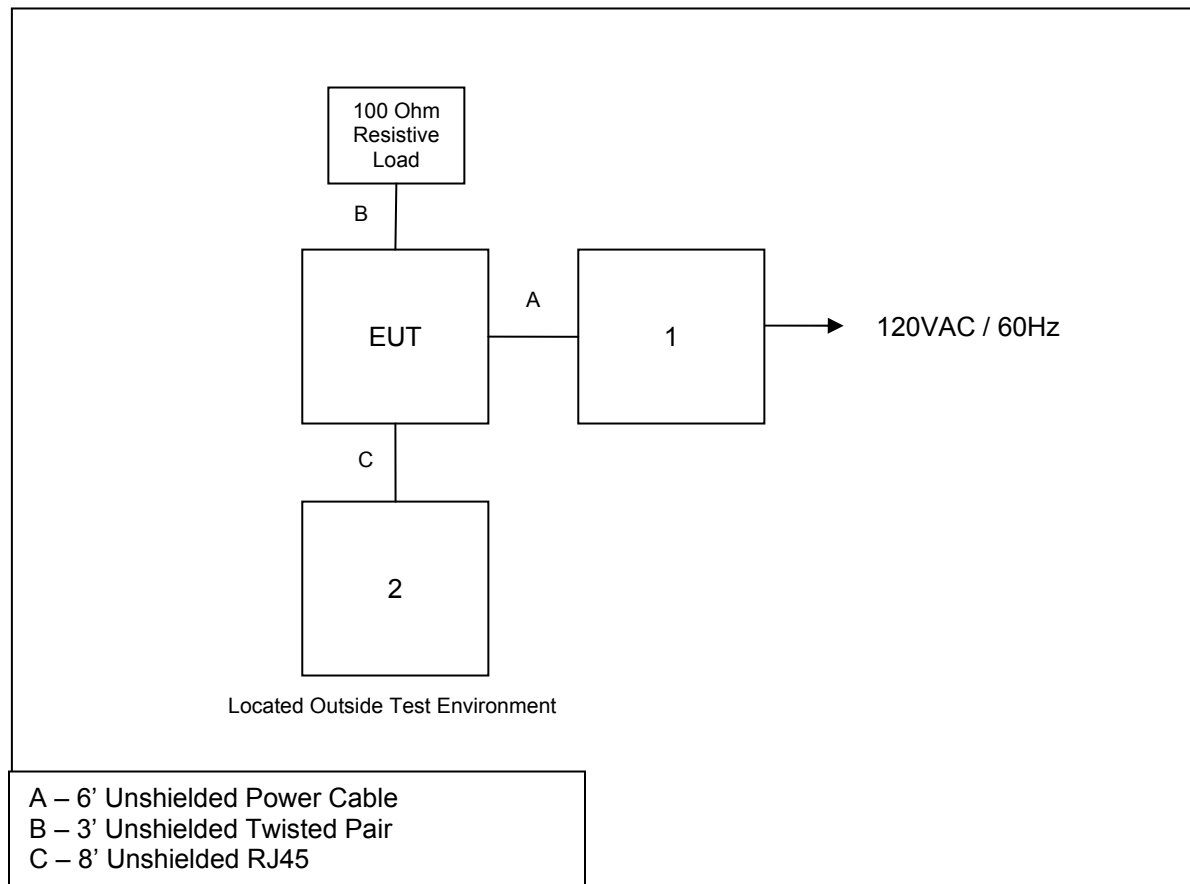 100 Ohm
Resistive
Load
B
EUT
A
1
120VAC / 60Hz
C
2
Located Outside Test Environment
A – 6’ Unshielded Power Cable
B – 3’ Unshielded Twisted Pair
C – 8’ Unshielded RJ45